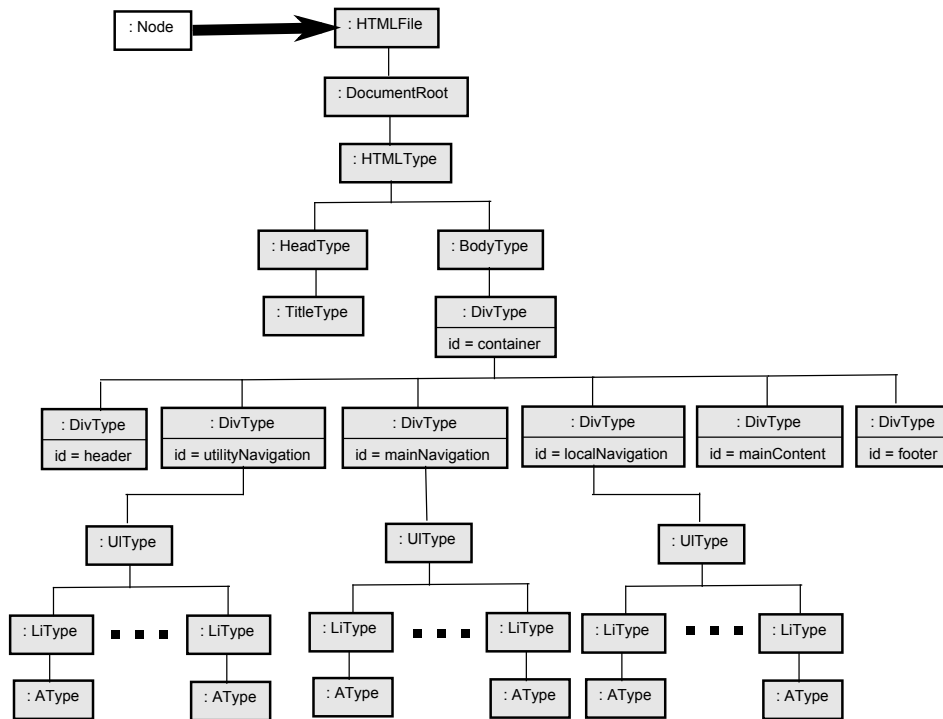 : Node
: HTMLFile
: DocumentRoot
: HTMLType
: HeadType
: BodyType
: TitleType
: DivType
id = container
: DivType
id = header
: DivType
id = utilityNavigation
: DivType
id = mainNavigation
: DivType
id = localNavigation
: DivType
id = mainContent
: DivType
id = footer
: UlType
: UlType
: UlType
: LiType
: LiType
: LiType
: LiType
: LiType
: LiType
: AType
: AType
: AType
: AType
: AType
: AType